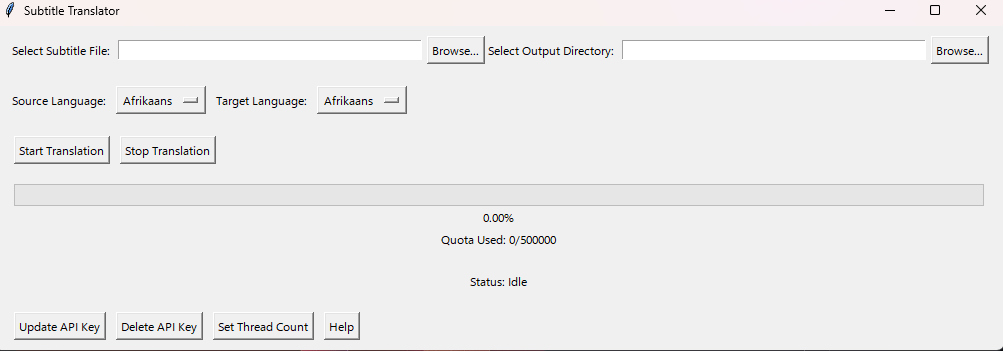 Subtitle Translator
Select Subtitle File: Browse... Select Output Directory: Browse...
Source Language: Afrikaans Target Language: Afrikaans
Start Translation Stop Translation
0.00%
Quota Used: 0/500000
Status: Idle
Update API Key Delete API Key Set Thread Count Help